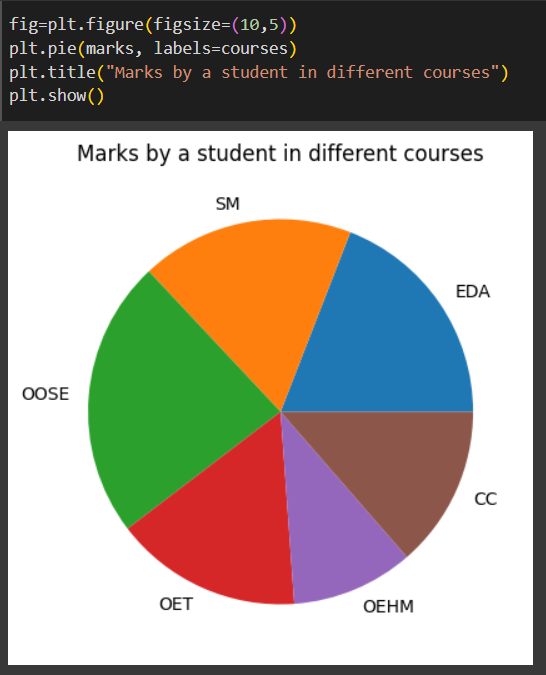 fig=plt.figure(figsize=(10,5))
plt.pie(marks, labels=courses)
plt.title("Marks by a student in different courses")
plt.show()
Marks by a student in different courses
SM
EDA
OOSE
CC
OET
OEHM